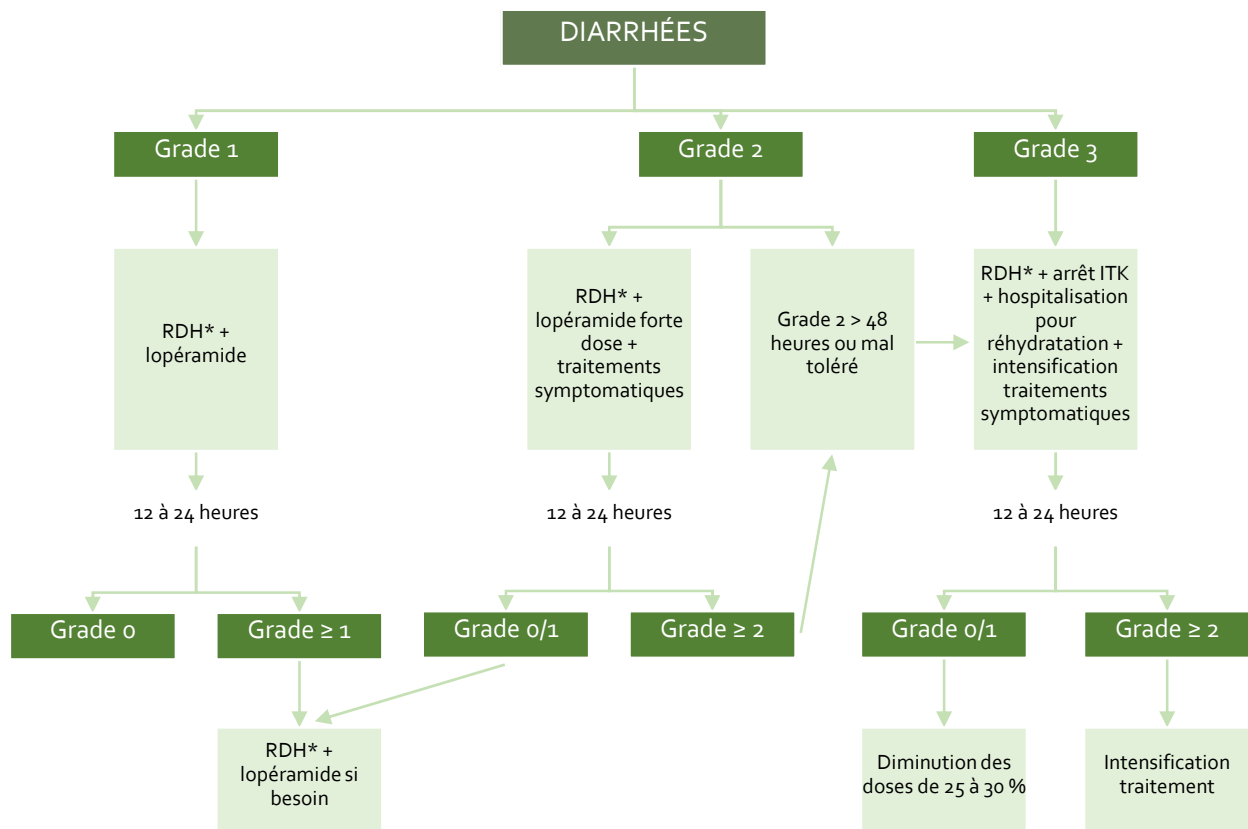 DIARRHÉES
Grade 1
Grade 2
Grade 3
RDH* +
lopéramide
RDH* +
lopéramide forte
dose +
traitements
symptomatiques
Grade 2 > 48
heures ou mal
toléré
RDH* + arrêt ITK
+ hospitalisation
pour
réhydratation +
intensification
traitements
symptomatiques
12 à 24 heures
12 à 24 heures
12 à 24 heures
Grade 0
Grade ≥ 1
Grade 0/1
Grade ≥ 2
Grade 0/1
Grade ≥ 2
RDH* +
lopéramide si
besoin
Diminution des
doses de 25 à 30 %
Intensification
traitement